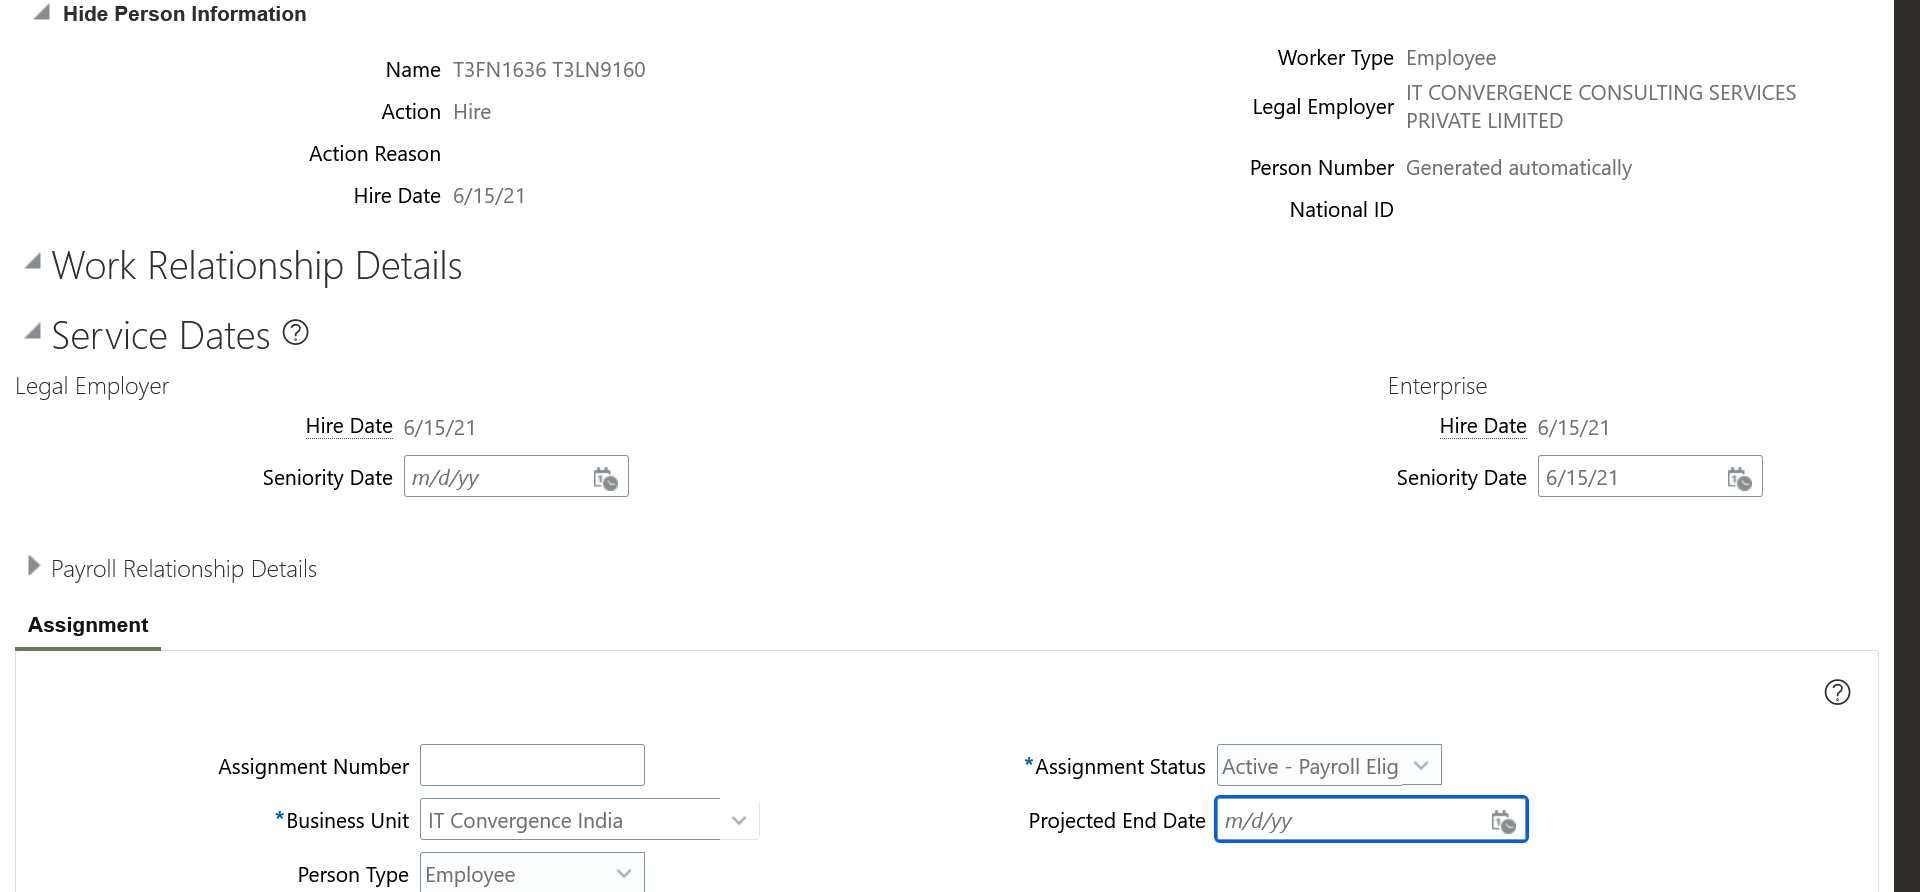 Hide Person Information
Name T3FN1636 T3LN9160
Action Hire
Action Reason
Hire Date 6/15/21
Worker Type Employee
Legal Employer IT CONVERGENCE CONSULTING SERVICES
PRIVATE LIMITED
Person Number Generated automatically
National ID
Work Relationship Details
Service Dates ?
Legal Employer
Hire Date 6/15/21
Seniority Date m/d/yy
Enterprise
Hire Date 6/15/21
Seniority Date 6/15/21
Payroll Relationship Details
Assignment
?
Assignment Number
*Business Unit IT Convergence India
Person Type Employee
*Assignment Status Active - Payroll Elig
Projected End Date m/d/yy